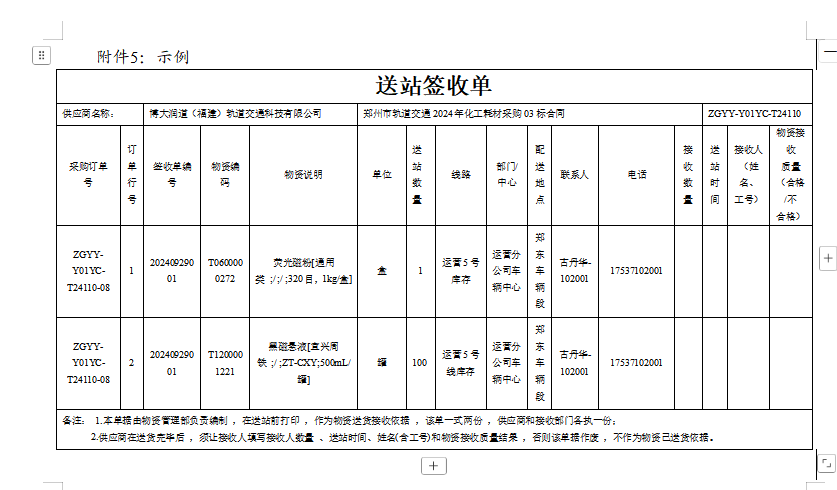 附件5：示例
送站签收单
供应商名称： 博大润道（福建）轨道交通科技有限公司 郑州市轨道交通 2024 年化工耗材采购 03 标合同 ZGYY-Y01YC-T24110
采购订单号 订单行号 签收单编号 物资编码 物资说明 单位 送站数量 线路 部门/中心 配送地点 联系人 电话 接收数量 送站时间 接收人（姓名、工号） 物资接收质量（合格/不合格）
ZGYY-Y01YC-T24110-08 1 2024092901 T0600000272 荧光磁粉[通用类 ;/;/ ;320目，1kg/盒] 盒 1 运营5号库存 运营分公司车辆中心 郑东车辆段 古丹华-102001 17537102001
ZGYY-Y01YC-T24110-08 2 2024092901 T1200001221 黑磁悬液[宜兴周铁 ;/ ;ZT-CXY;500mL/罐] 罐 100 运营5号线库存 运营分公司车辆中心 郑东车辆段 古丹华-102001 17537102001
备注： 1.本单据由物资管理部负责编制 ，在送站前打印 ，作为物资送货接收依据 ，该单一式两份 ，供应商和接收部门各执一份；
2.供应商在送货完毕后 ，须让接收人填写接收人数量 、送站时间、姓名(含工号)和物资接收质量结果 ，否则该单据作废 ，不作为物资已送货依据。